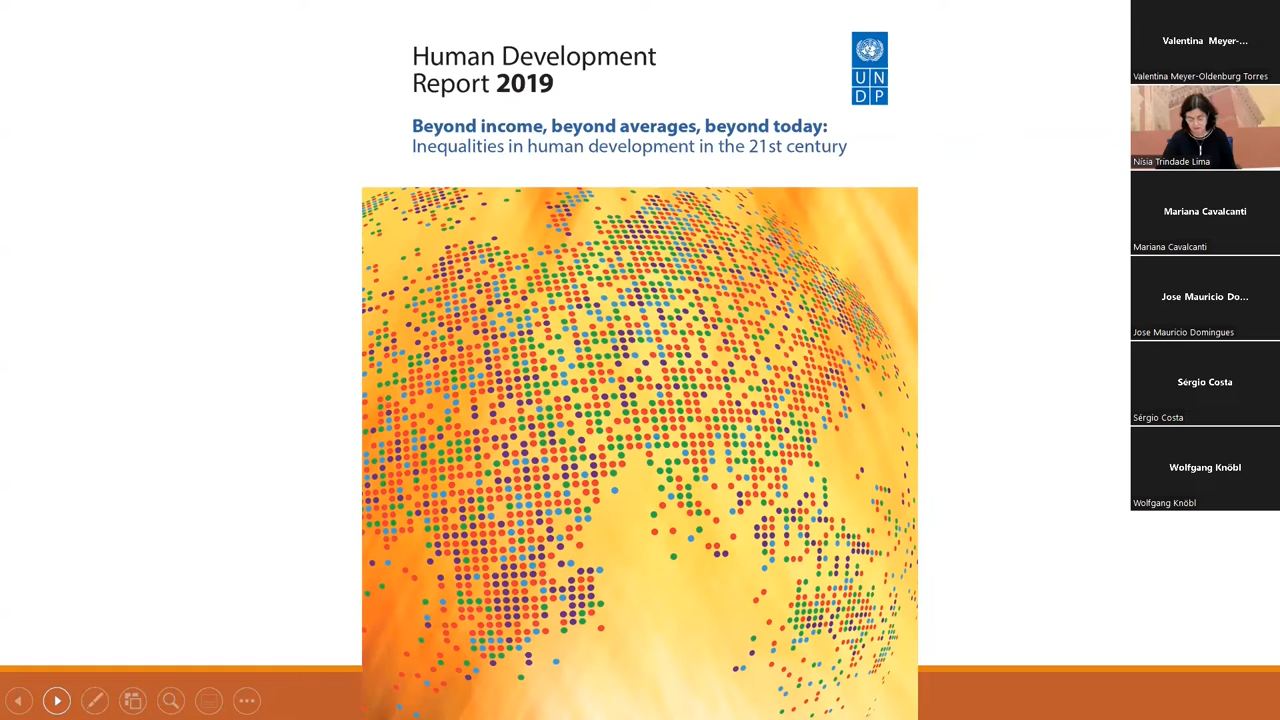 Human Development
Report 2019
U N
D P
Beyond income, beyond averages, beyond today:
Inequalities in human development in the 21st century
Valentina Meyer-...
Valentina Meyer-Oldenburg Torres
Nísia Trindade Lima
Mariana Cavalcanti
Mariana Cavalcanti
Jose Mauricio Do...
Jose Mauricio Domingues
Sérgio Costa
Sérgio Costa
Wolfgang Knöbl
Wolfgang Knöbl